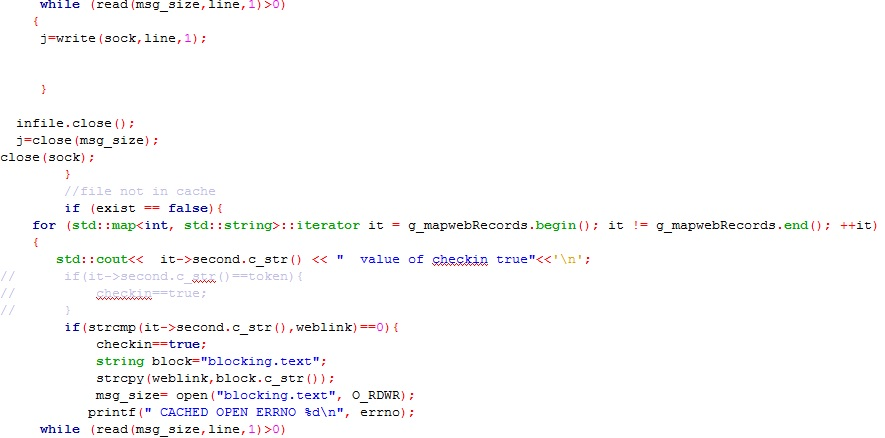 while (read(msg_size,line,1)>0)
{
j=write(sock,line,1);
}
infile.close();
j=close(msg_size);
close(sock);
}
//file not in cache
if (exist == false){
for (std::map<int, std::string>::iterator it = g_mapwebRecords.begin(); it != g_mapwebRecords.end(); ++it)
{
std::cout<<  it->second.c_str() << "  value of checkin true"<<'\n';
//      if(it->second.c_str()==token){
//          checkin==true;
//      }
if(strcmp(it->second.c_str(),weblink)==0){
checkin==true;
string block="blocking.text";
strcpy(weblink,block.c_str());
msg_size= open("blocking.text", O_RDWR);
printf(" CACHED OPEN ERRNO %d\n", errno);
while (read(msg_size,line,1)>0)